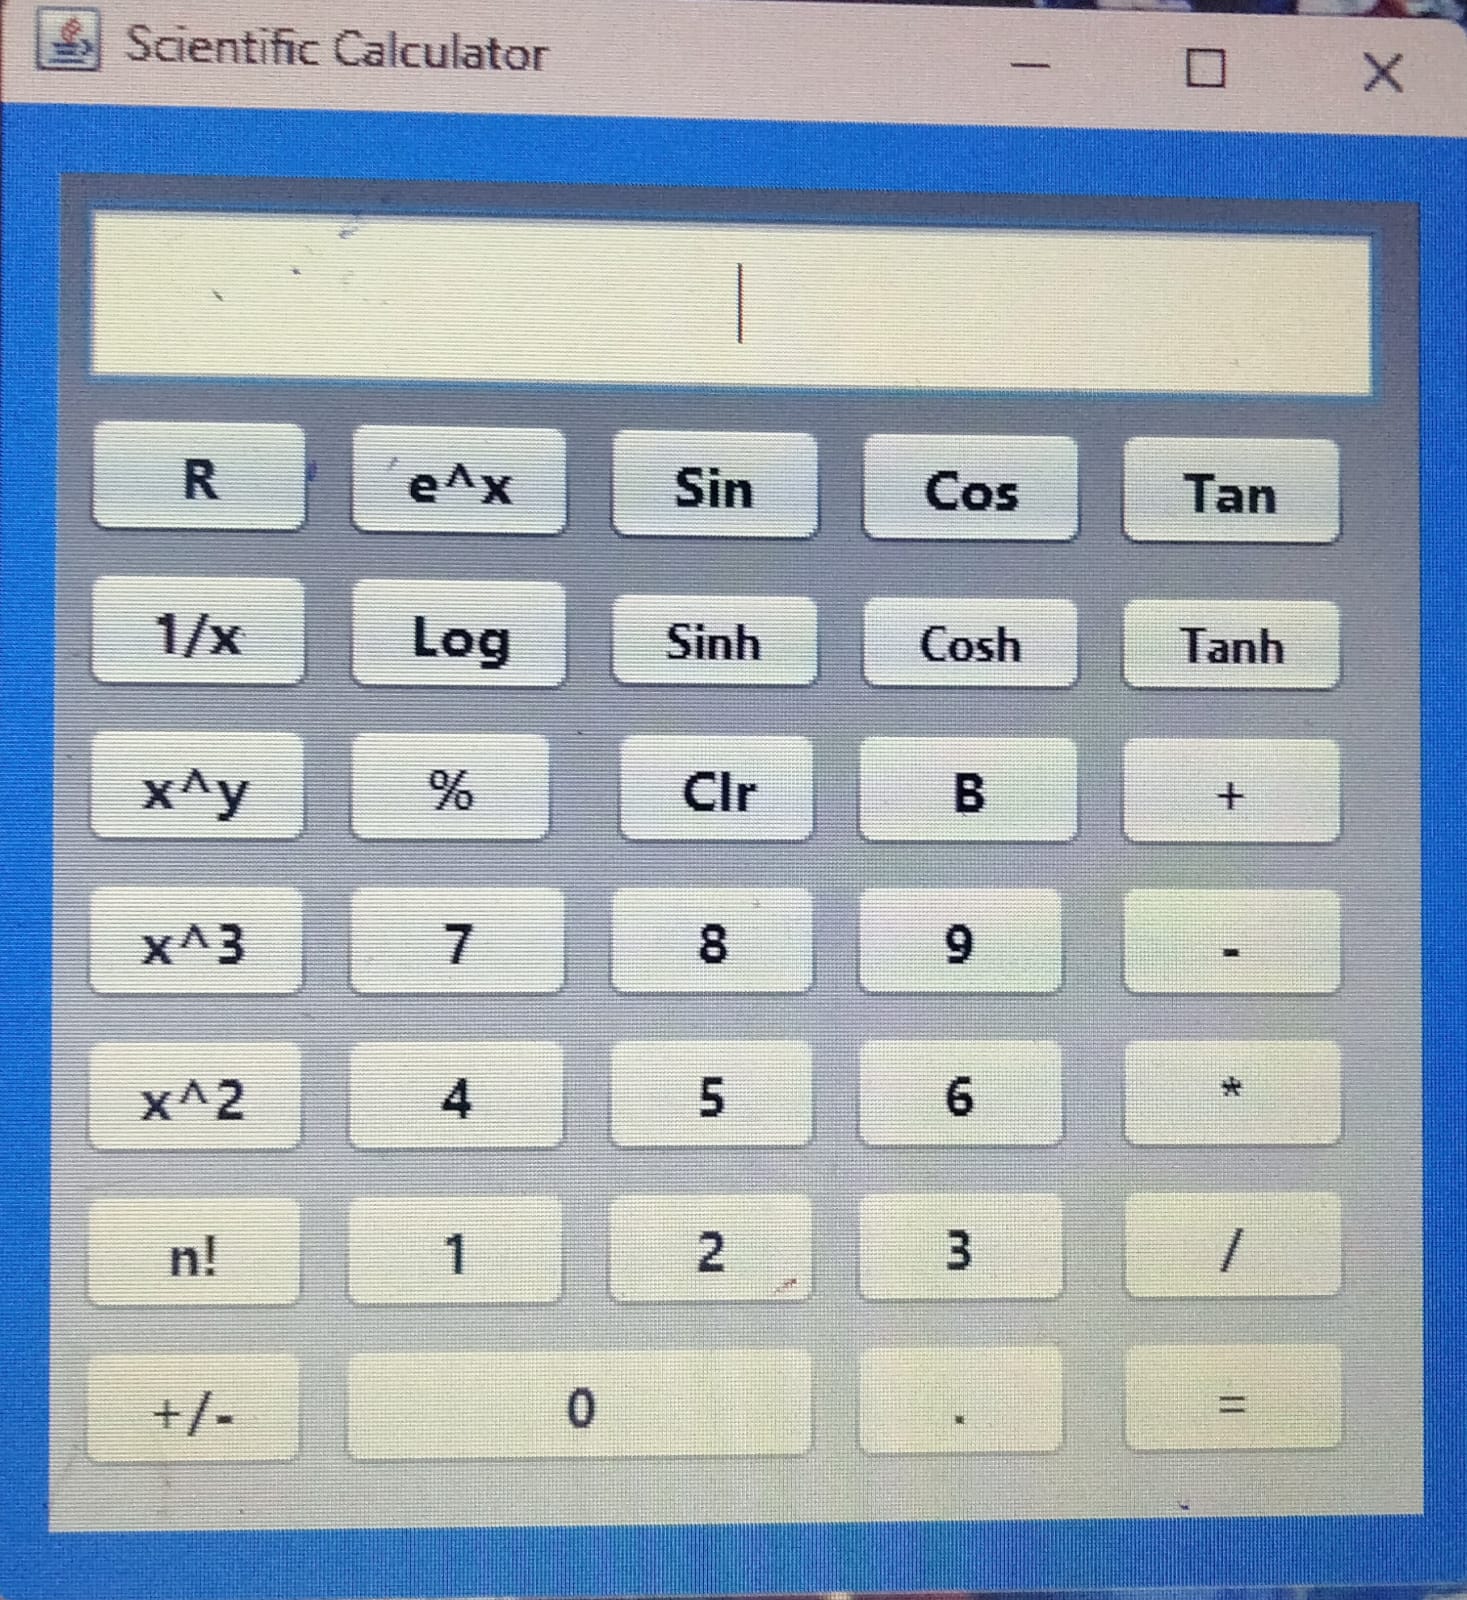 Scientific Calculator
R e^x Sin Cos Tan
1/x Log Sinh Cosh Tanh
x^y % Clr B +
x^3 7 8 9 -
x^2 4 5 6 *
n! 1 2 3 /
+/- 0 . =